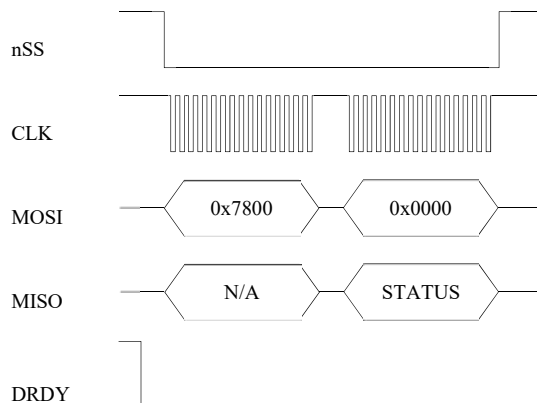 nSS
CLK
MOSI 0x7800 0x0000
MISO N/A STATUS
DRDY